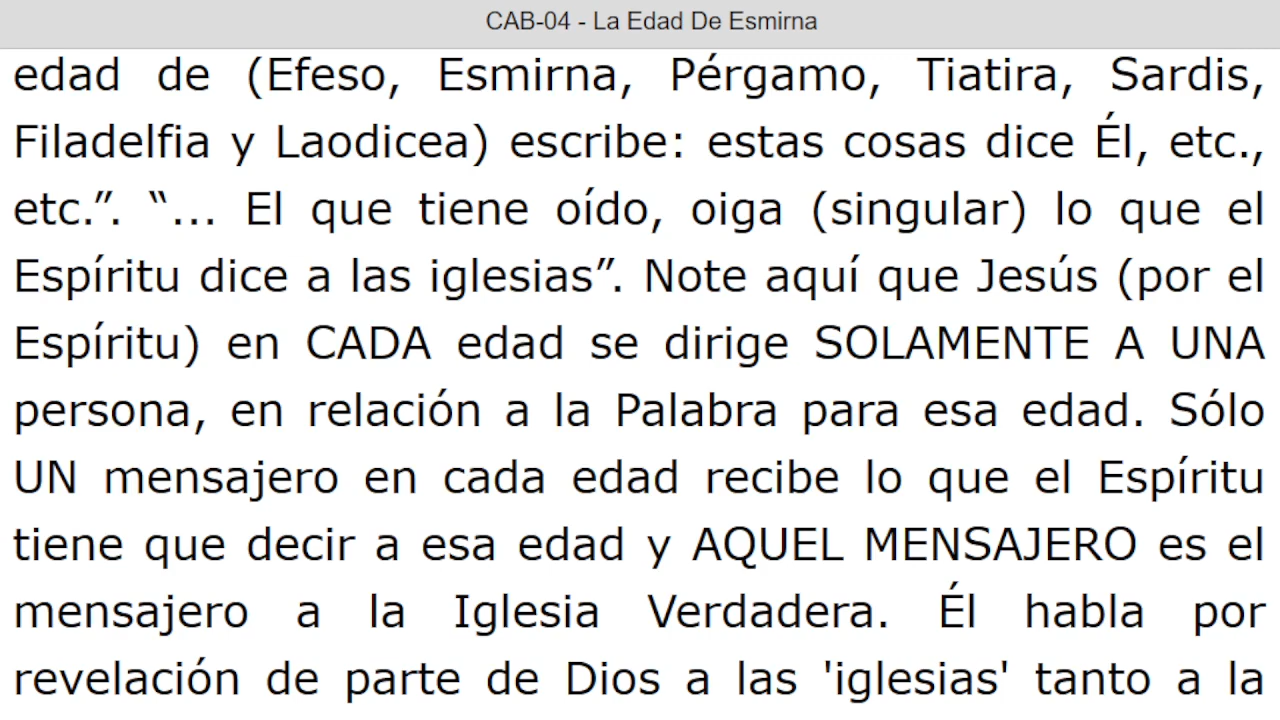 CAB-04 - La Edad De Esmirna
edad de (Efeso, Esmirna, Pérgamo, Tiatira, Sardis,
Filadelfia y Laodicea) escribe: estas cosas dice Él, etc.,
etc.”. “... El que tiene oído, oiga (singular) lo que el
Espíritu dice a las iglesias”. Note aquí que Jesús (por el
Espíritu) en CADA edad se dirige SOLAMENTE A UNA
persona, en relación a la Palabra para esa edad. Sólo
UN mensajero en cada edad recibe lo que el Espíritu
tiene que decir a esa edad y AQUEL MENSAJERO es el
mensajero a la Iglesia Verdadera. Él habla por
revelación de parte de Dios a las 'iglesias' tanto a la